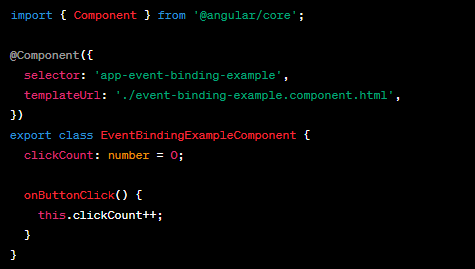 import { Component } from '@angular/core';
@Component({
selector: 'app-event-binding-example',
templateUrl: './event-binding-example.component.html',
})
export class EventBindingExampleComponent {
clickCount: number = 0;
onButtonClick() {
this.clickCount++;
}
}